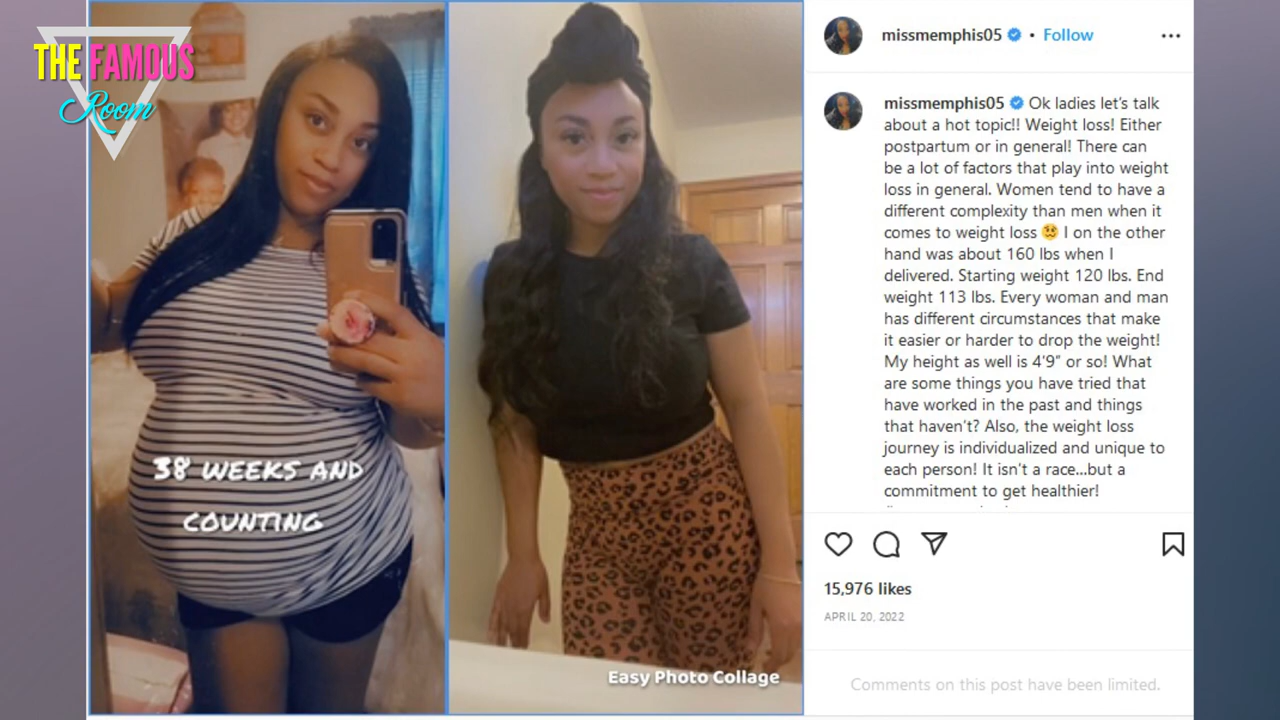 THE FAMOUS
Room
38 WEEKS AND
COUNTING
Easy Photo Collage
missmemphis05 • Follow
missmemphis05 Ok ladies let's talk
about a hot topic!! Weight loss! Either
postpartum or in general! There can
be a lot of factors that play into weight
loss in general. Women tend to have a
different complexity than men when it
comes to weight loss 🥴 I on the other
hand was about 160 lbs when I
delivered. Starting weight 120 lbs. End
weight 113 lbs. Every woman and man
has different circumstances that make
it easier or harder to drop the weight!
My height as well is 4'9" or so! What
are some things you have tried that
have worked in the past and things
that haven't? Also, the weight loss
journey is individualized and unique to
each person! It isn't a race...but a
commitment to get healthier!
15,976 likes
APRIL 20, 2022
Comments on this post have been limited.